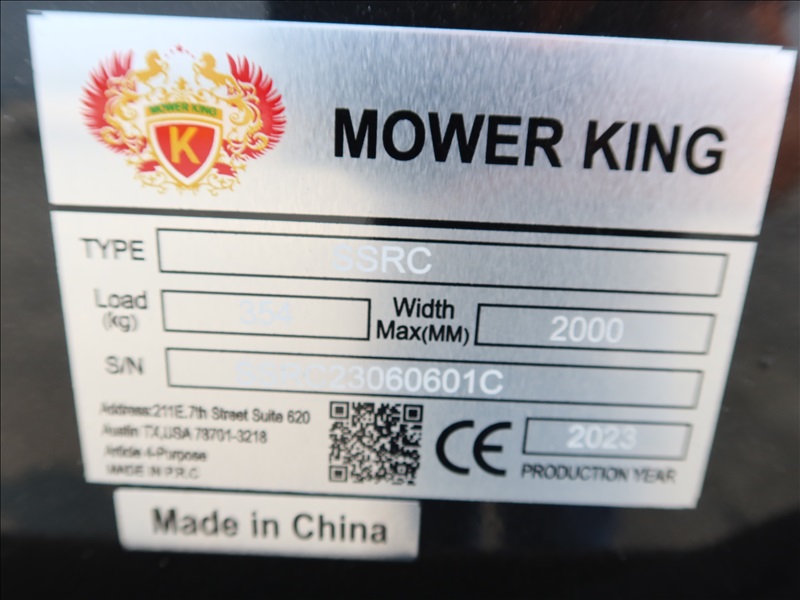 MOWER KING
K
MOWER KING
TYPE SSRC
Load (kg) 354 Width Max(MM) 2000
S/N SSRC23060601C
Address:211E,7th Street Suite 620
Austin TX,USA 78701-3218
Article 4-Purpose
MADE IN P.R.C
CE
2023
PRODUCTION YEAR
Made in China